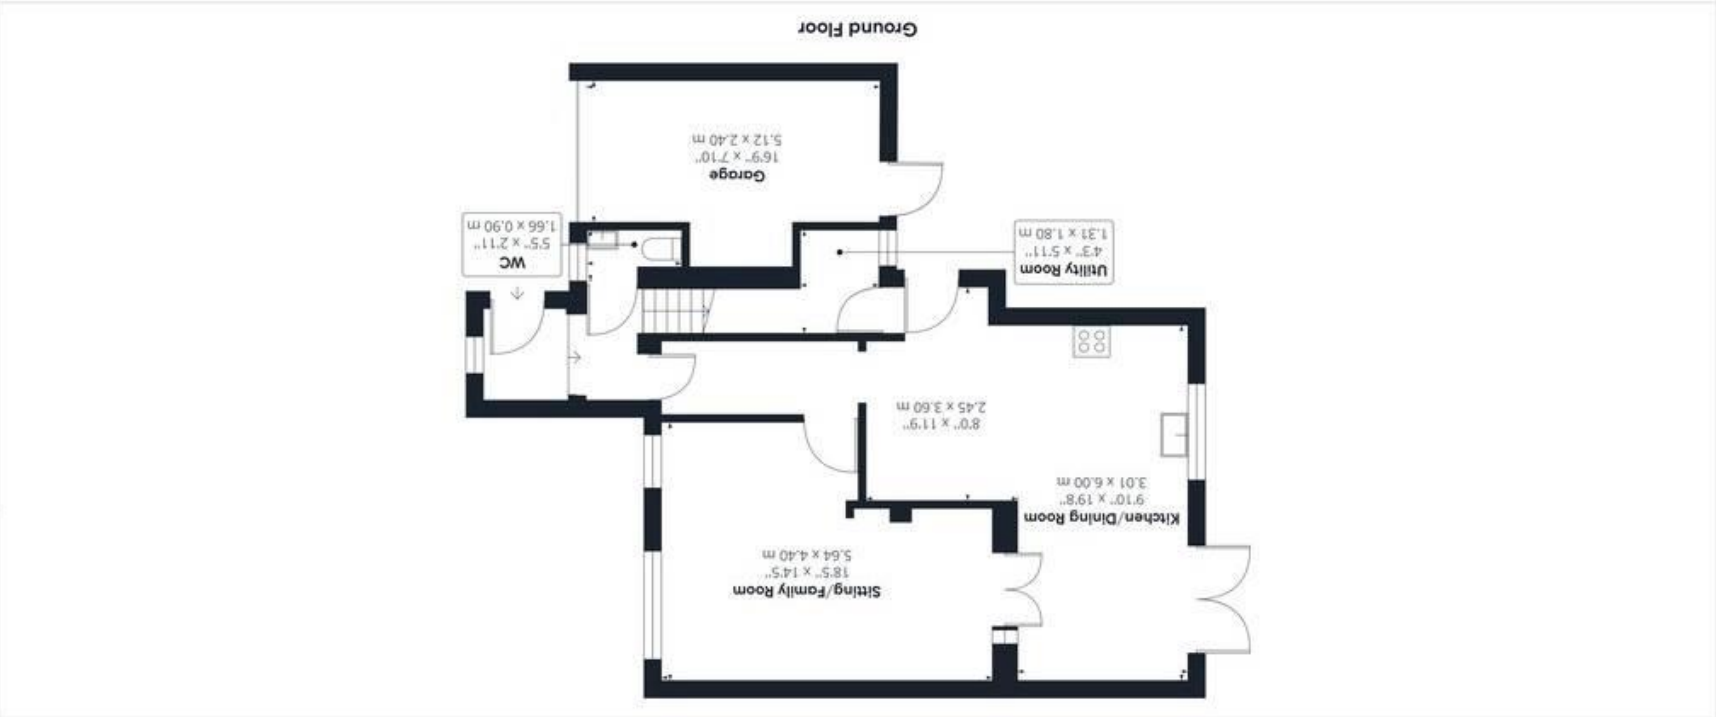 Sitting/Family Room
18'5'' x 14'5''
5.64 x 4.40 m
Kitchen/Dining Room
9'10'' x 19'8''
3.01 x 6.00 m
8'0'' x 11'9''
2.45 x 3.60 m
Utility Room
4'3'' x 5'11''
1.31 x 1.80 m
WC
5'5'' x 2'11''
1.66 x 0.90 m
Garage
16'9'' x 7'10''
5.12 x 2.40 m
Ground Floor